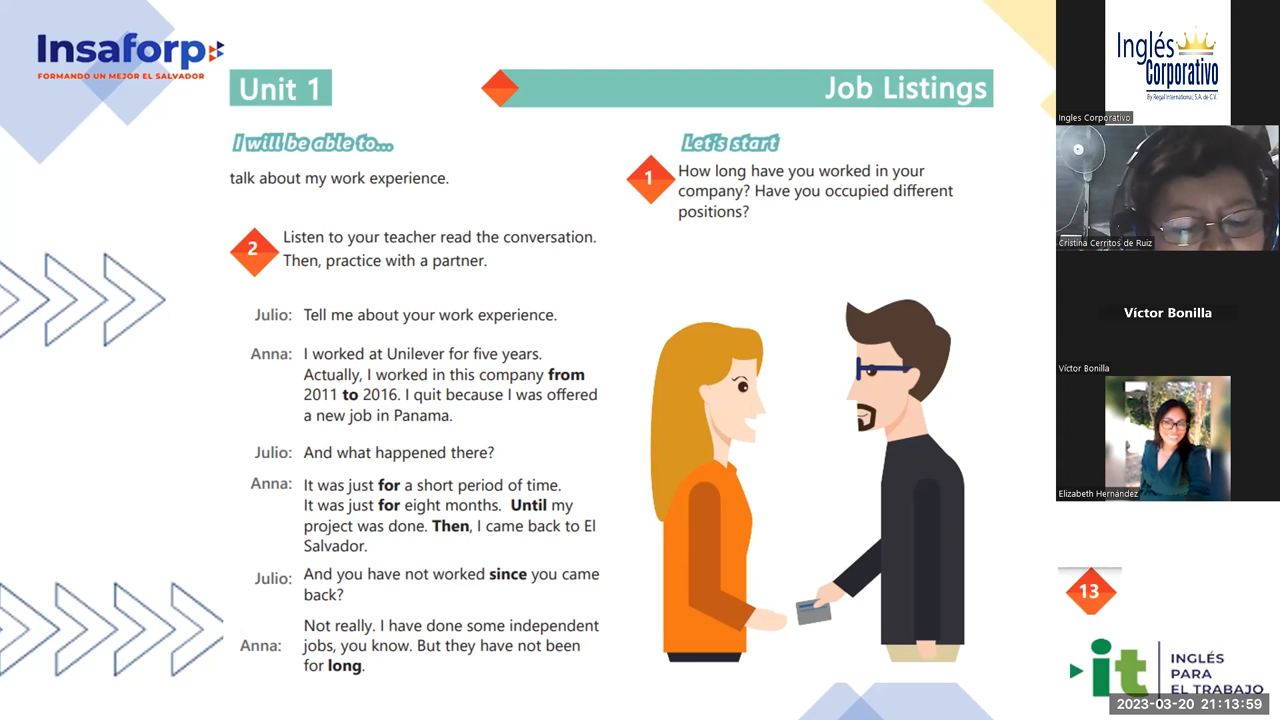 Insaforp
FORMANDO UN MEJOR EL SALVADOR
Unit 1
Job Listings
I will be able to...
talk about my work experience.
Let's start
1
How long have you worked in your
company? Have you occupied different
positions?
2
Listen to your teacher read the conversation.
Then, practice with a partner.
Julio: Tell me about your work experience.
Anna: I worked at Unilever for five years.
Actually, I worked in this company from
2011 to 2016. I quit because I was offered
a new job in Panama.
Julio: And what happened there?
Anna: It was just for a short period of time.
It was just for eight months. Until my
project was done. Then, I came back to El
Salvador.
Julio: And you have not worked since you came
back?
Not really. I have done some independent
Anna: jobs, you know. But they have not been
for long.
Inglés
Corporativo
By Regal International, S.A. de C.V.
Ingles Corporativo
Cristina Cerritos de Ruiz
Víctor Bonilla
Víctor Bonilla
Elizabeth Hernández
13
it
INGLÉS
PARA
EL TRABAJO
2023-03-20 21:13:59